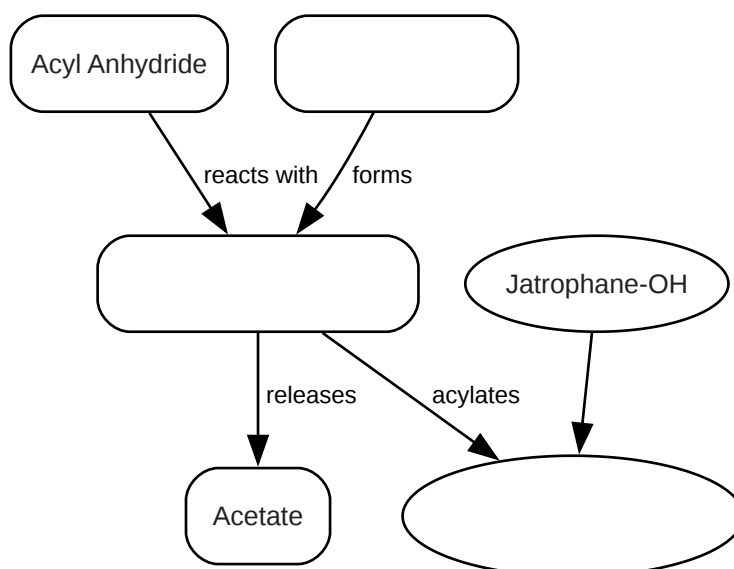 Acyl Anhydride
reacts with
forms
Jatrophane-OH
releases
acylates
Acetate